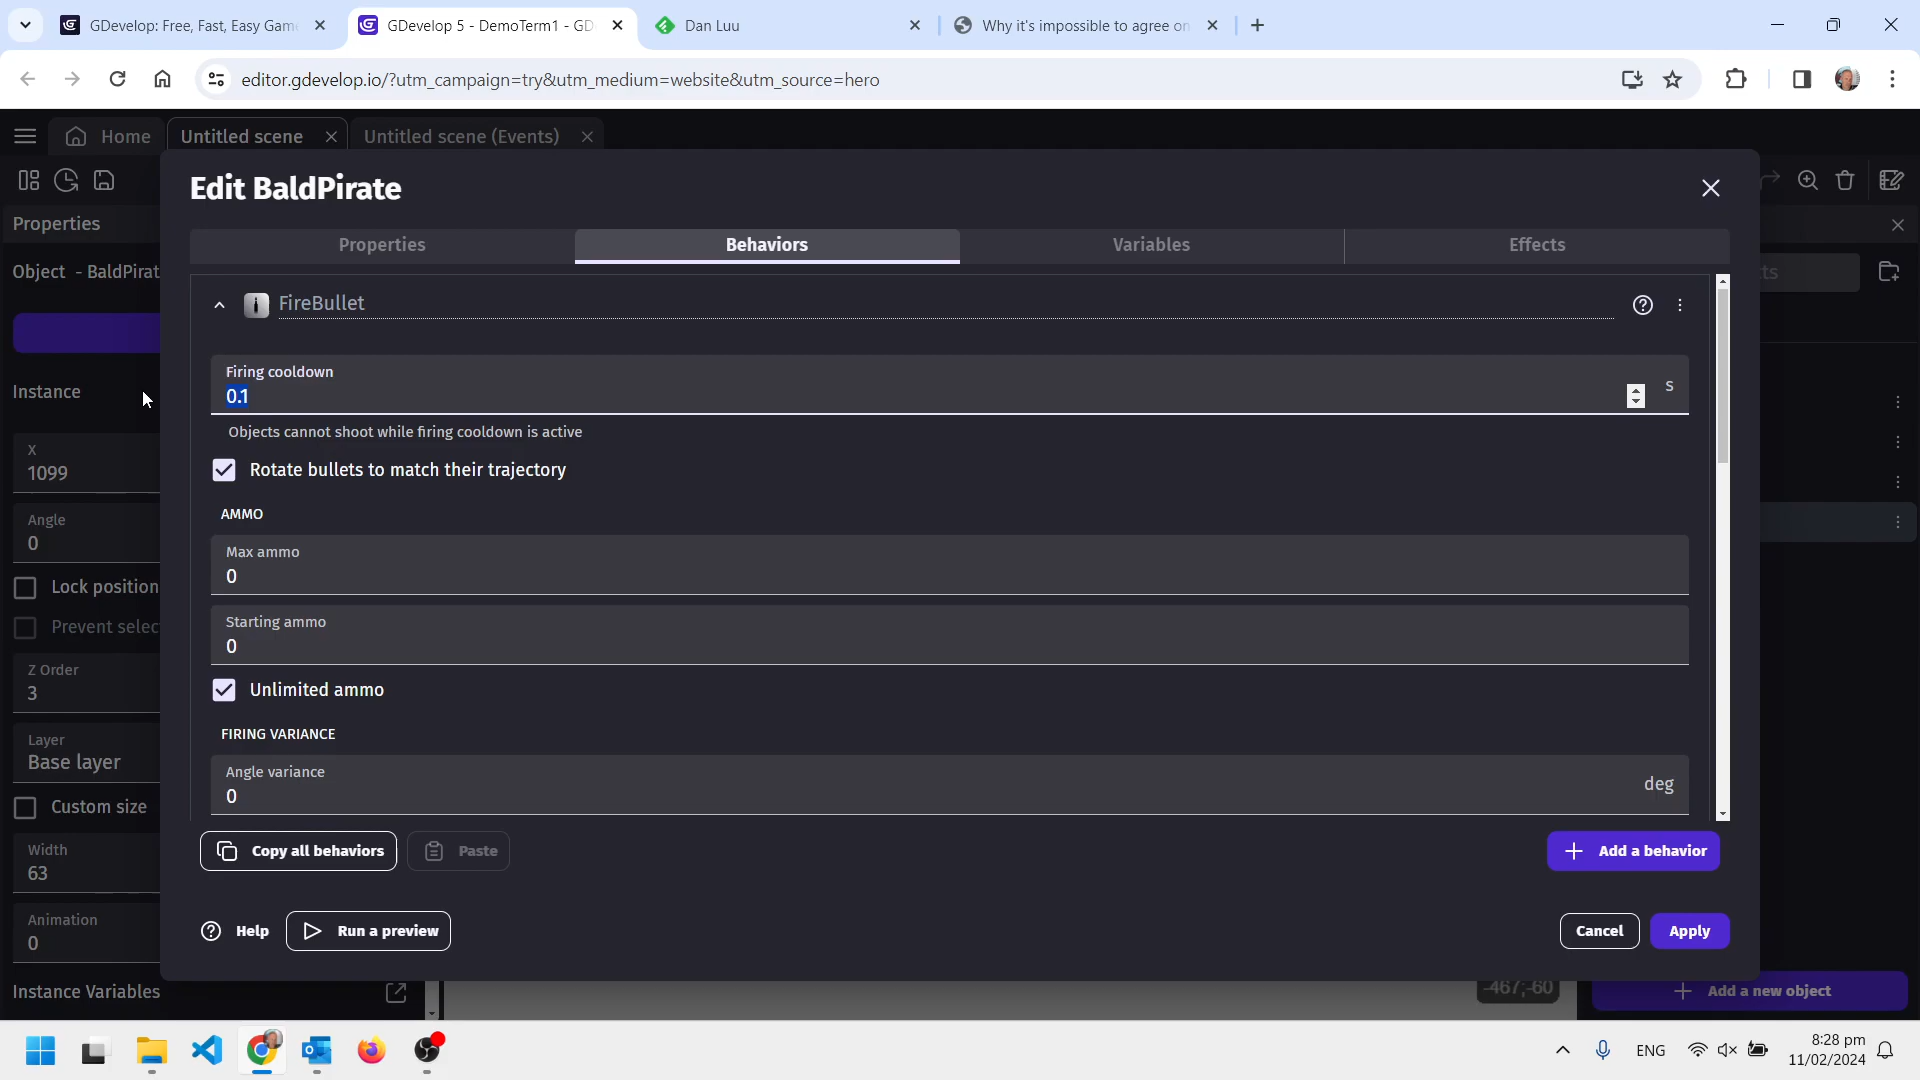 GDevelop: Free, Fast, Easy Gam
GDevelop 5 - DemoTerm1 - GD
Dan Luu
Why it's impossible to agree on
editor.gdevelop.io/?utm_campaign=try&utm_medium=website&utm_source=hero
Home
Untitled scene
Untitled scene (Events)
Edit BaldPirate
Properties
Properties
Behaviors
Variables
Effects
Object - BaldPirat
FireBullet
Firing cooldown
0.1
s
Instance
Objects cannot shoot while firing cooldown is active
X
1099
Rotate bullets to match their trajectory
AMMO
Angle
0
Max ammo
0
Lock position
Prevent selec
Starting ammo
0
Z Order
3
Unlimited ammo
FIRING VARIANCE
Layer
Base layer
Angle variance
0
deg
Custom size
Width
63
Copy all behaviors
Paste
Add a behavior
Animation
0
Help
Run a preview
Cancel
Apply
Instance Variables
-467;-60
Add a new object
ENG
8:28 pm
11/02/2024